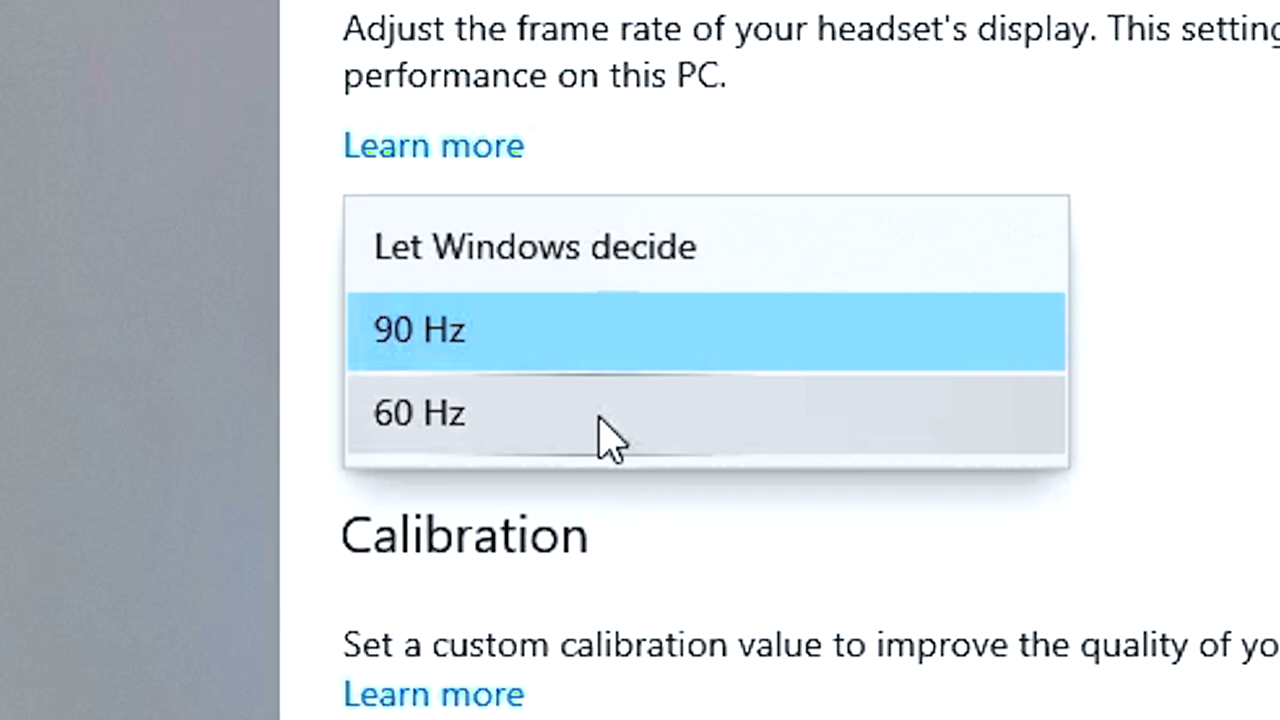 Adjust the frame rate of your headset's display. This setting
performance on this PC.
Learn more
Let Windows decide
90 Hz
60 Hz
Calibration
Set a custom calibration value to improve the quality of yo
Learn more